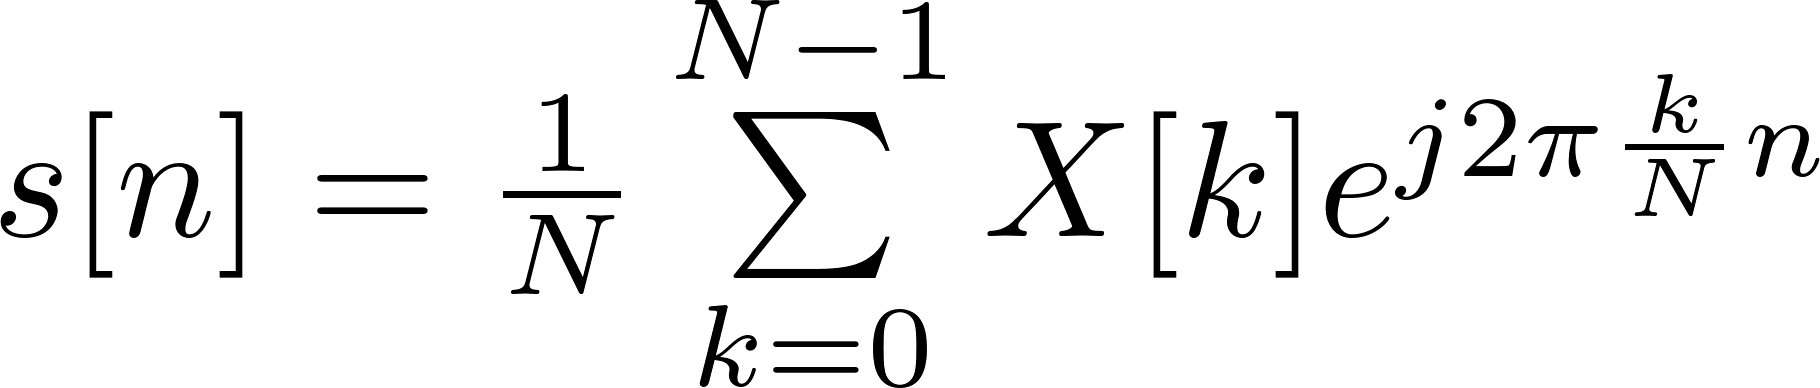 s[n] = \frac{1}{N} \sum_{k=0}^{N-1} X[k] e^{j2\pi \frac{k}{N} n}